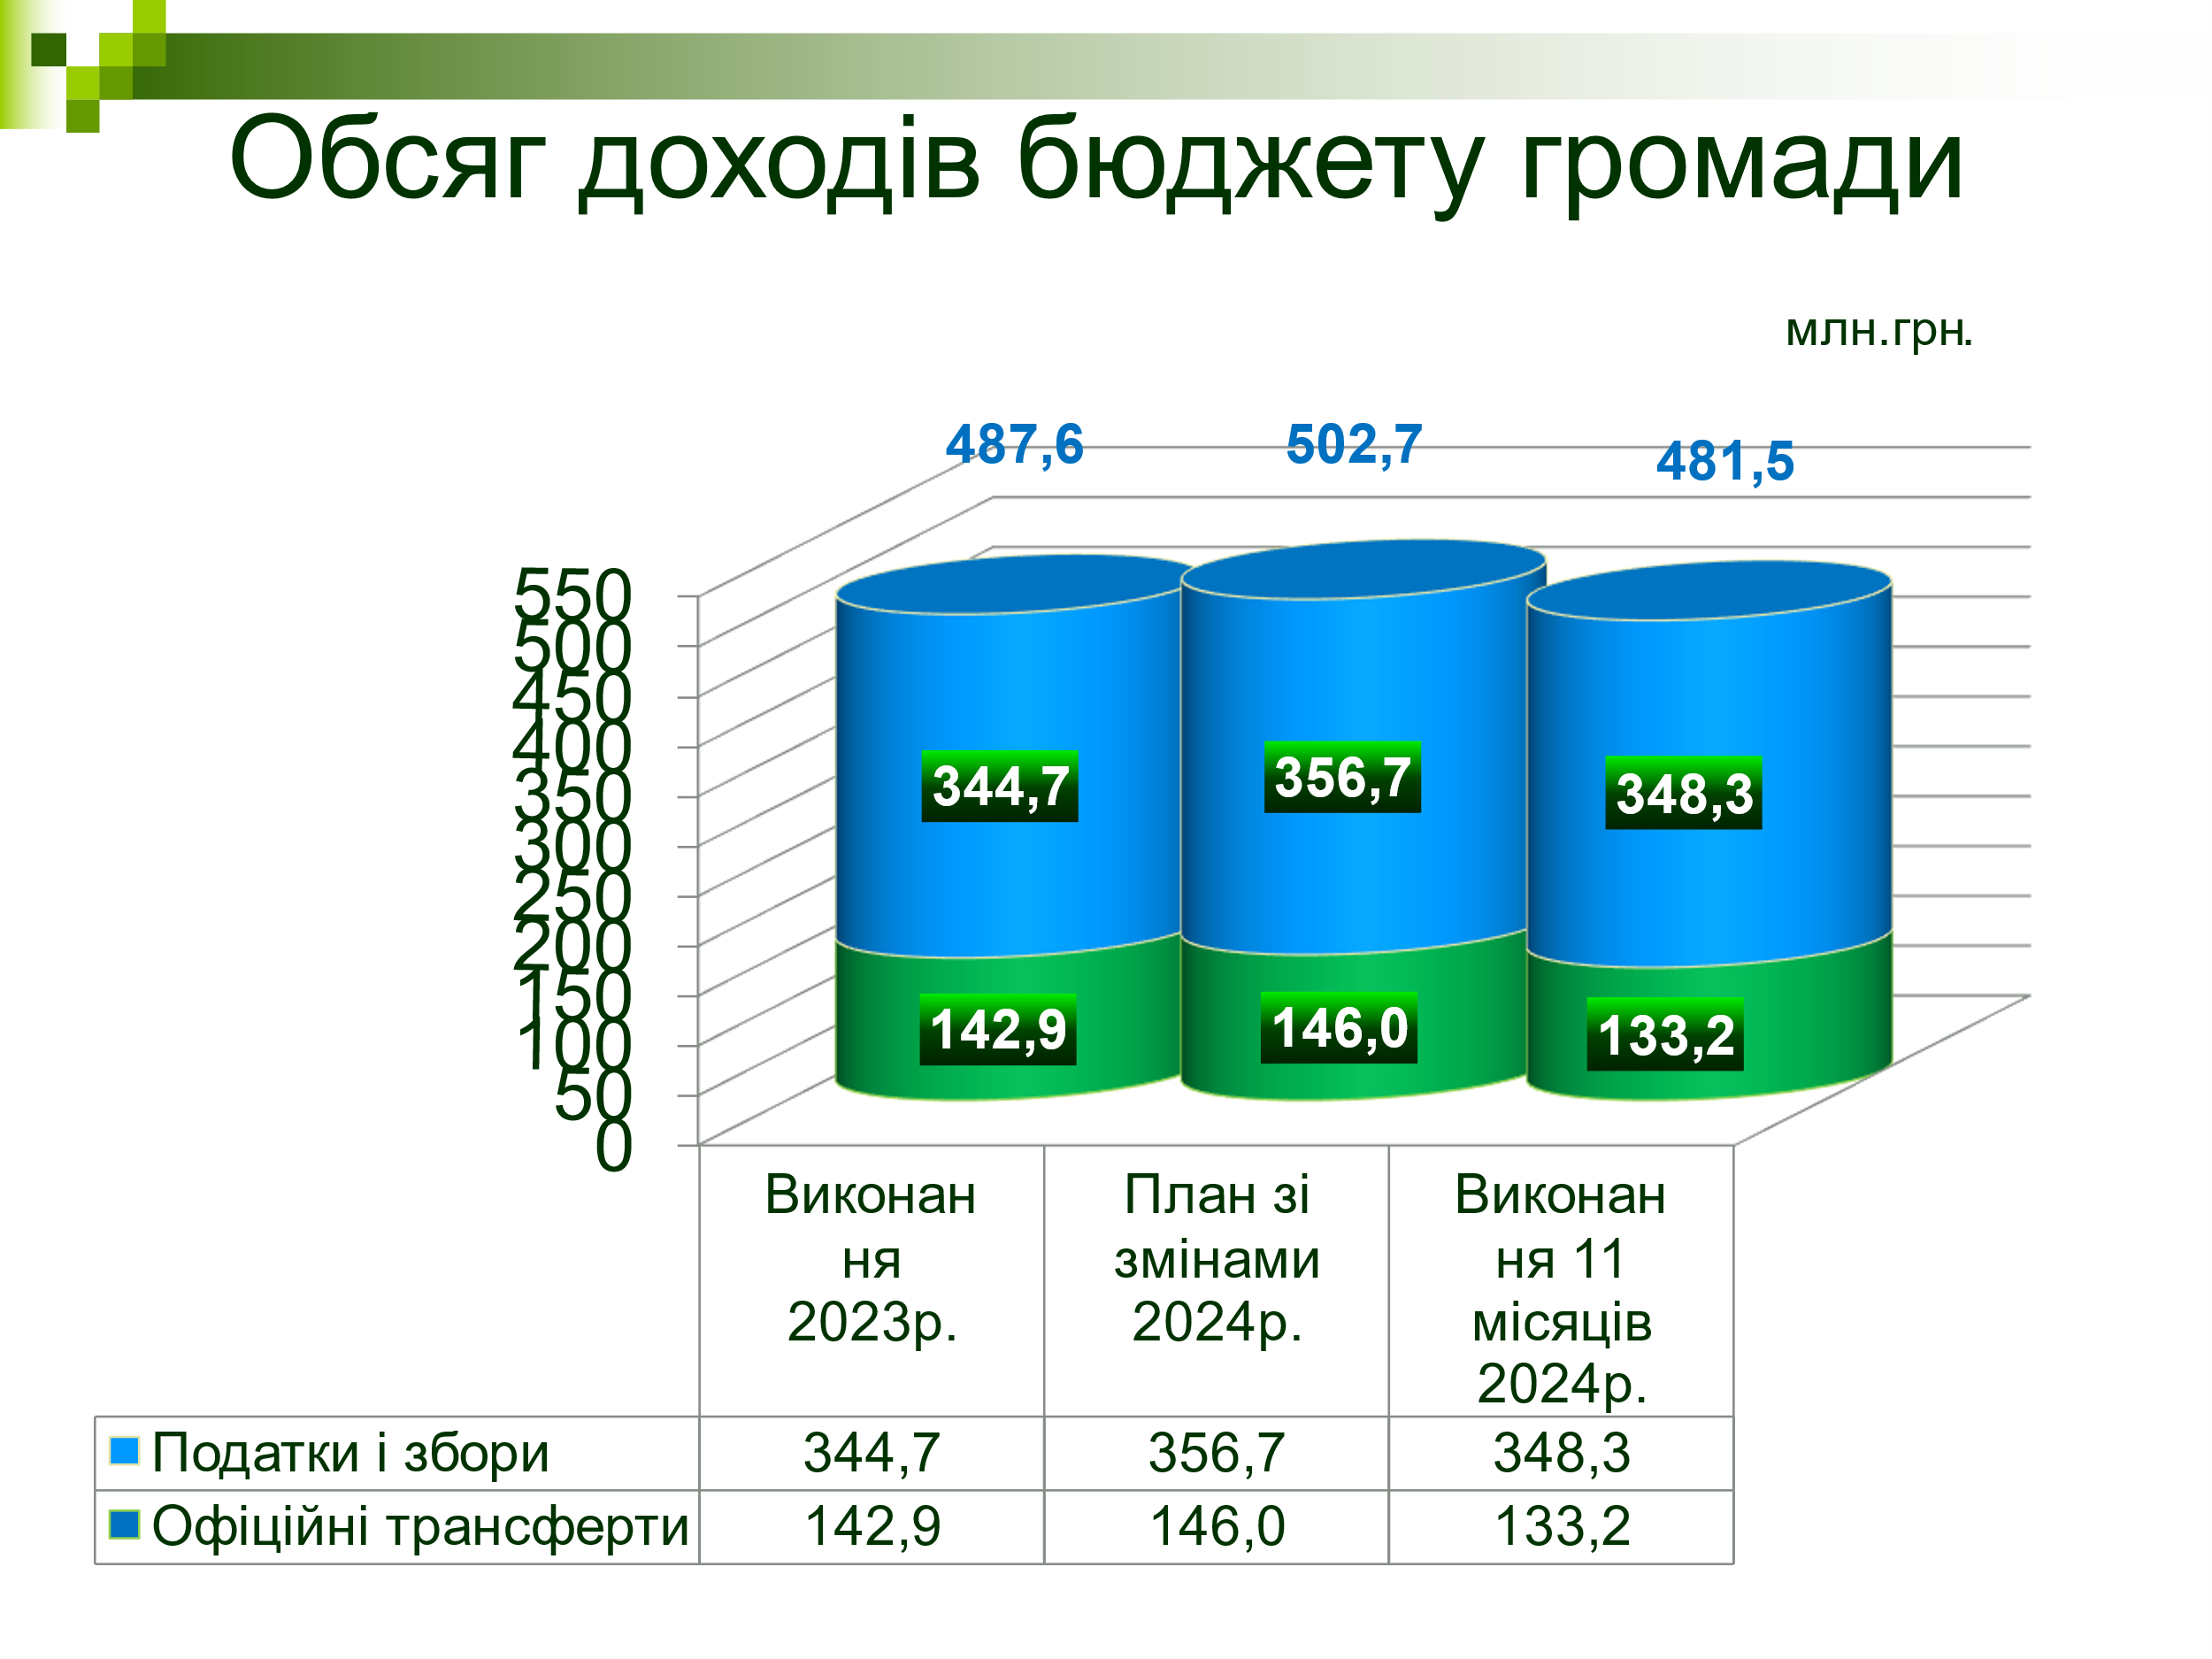 Обсяг доходів бюджету громади
млн.грн.
487,6
502,7
481,5
550
500
450
400
350
300
250
200
150
100
50
0
344,7
356,7
348,3
142,9
146,0
133,2
Виконан
ня
2023р.
План зі
змінами
2024р.
Виконан
ня 11
місяців
2024р.
Податки і збори 344,7 356,7 348,3
Офіційні трансферти 142,9 146,0 133,2